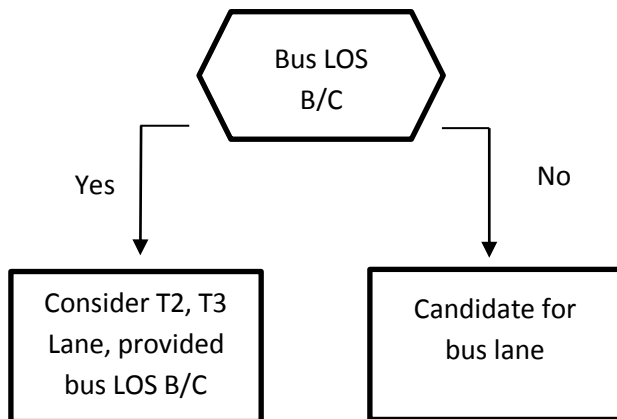 Bus LOS
B/C
Yes
No
Consider T2, T3
Lane, provided
bus LOS B/C
Candidate for
bus lane